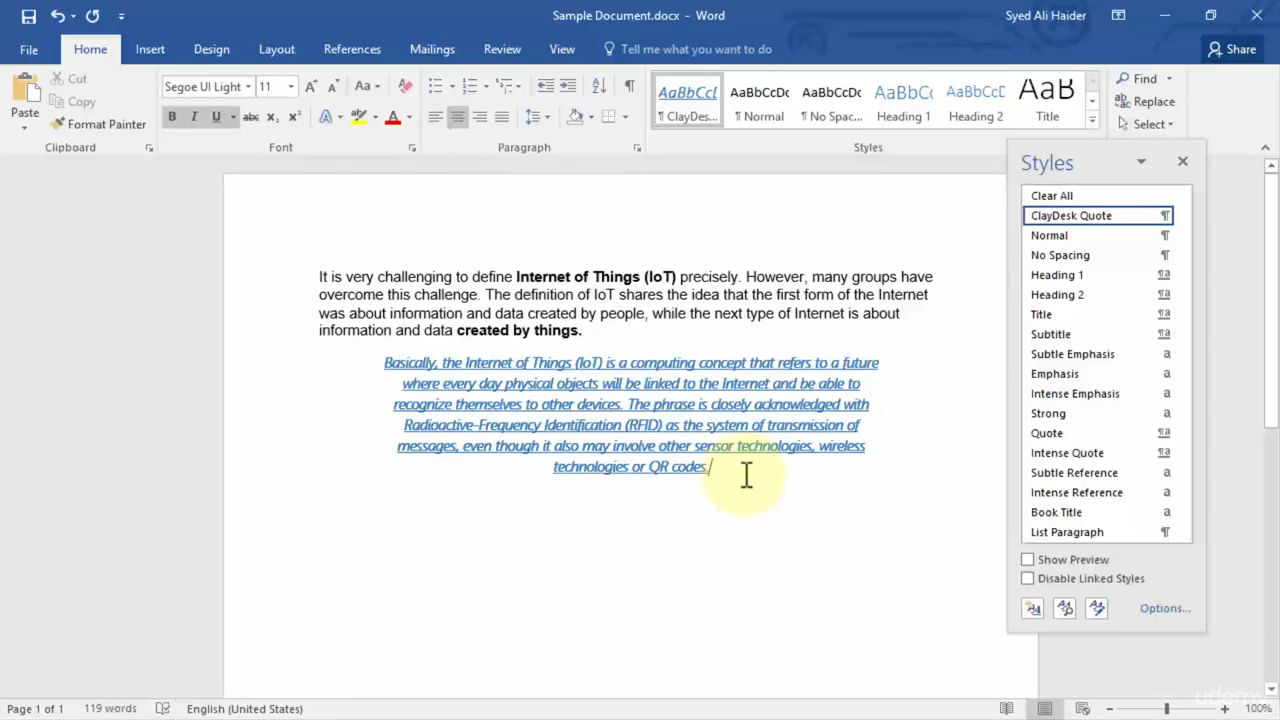 Sample Document.docx - Word
Syed Ali Haider
File Home Insert Design Layout References Mailings Review View Tell me what you want to do Share
Paste
Cut
Copy
Format Painter
Clipboard
Segoe UI Light 11 Aa
B I U abc X₂ X²
Font
Paragraph
AaBbCcI AaBbCcDc AaBbCcDc AaBbC AaBbCcD AaB
¶ ClayDes... ¶ Normal ¶ No Spac... Heading 1 Heading 2 Title
Styles
Find
Replace
Select
Styles
Clear All
ClayDesk Quote ¶
Normal ¶
No Spacing ¶
Heading 1 ¶a
Heading 2 ¶a
Title ¶a
Subtitle ¶a
Subtle Emphasis a
Emphasis a
Intense Emphasis a
Strong a
Quote ¶a
Intense Quote ¶a
Subtle Reference a
Intense Reference a
Book Title a
List Paragraph ¶
Show Preview
Disable Linked Styles
Options...
It is very challenging to define Internet of Things (IoT) precisely. However, many groups have
overcome this challenge. The definition of IoT shares the idea that the first form of the Internet
was about information and data created by people, while the next type of Internet is about
information and data created by things.
Basically, the Internet of Things (IoT) is a computing concept that refers to a future
where every day physical objects will be linked to the Internet and be able to
recognize themselves to other devices. The phrase is closely acknowledged with
Radioactive-Frequency Identification (RFID) as the system of transmission of
messages, even though it also may involve other sensor technologies, wireless
technologies or QR codes.
udemy
Page 1 of 1 119 words English (United States) 100%